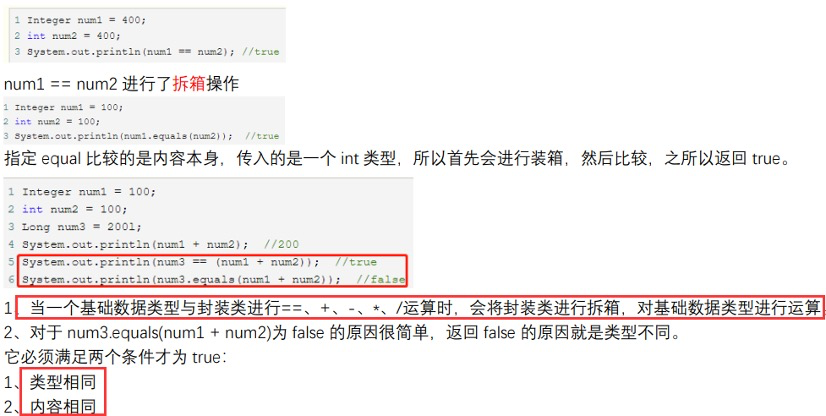 1 Integer num1 = 400;
2 int num2 = 400;
3 System.out.println(num1 == num2); //true
num1 == num2 进行了拆箱操作
1 Integer num1 = 100;
2 int num2 = 100;
3 System.out.println(num1.equals(num2)); //true
指定 equal 比较的是内容本身，传入的是一个 int 类型，所以首先会进行装箱，然后比较，之所以返回 true。
1 Integer num1 = 100;
2 int num2 = 100;
3 Long num3 = 200l;
4 System.out.println(num1 + num2); //200
5 System.out.println(num3 == (num1 + num2)); //true
6 System.out.println(num3.equals(num1 + num2)); //false
1、当一个基础数据类型与封装类进行==、+、-、*、/运算时，会将封装类进行拆箱，对基础数据类型进行运算
2、对于 num3.equals(num1 + num2)为 false 的原因很简单，返回 false 的原因就是类型不同。
它必须满足两个条件才为 true：
1、类型相同
2、内容相同